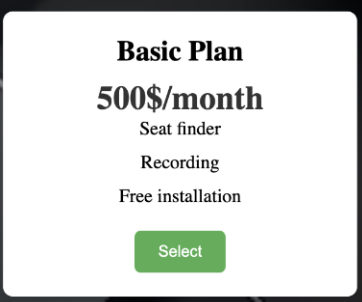 Basic Plan
500$/month
Seat finder
Recording
Free installation
Select